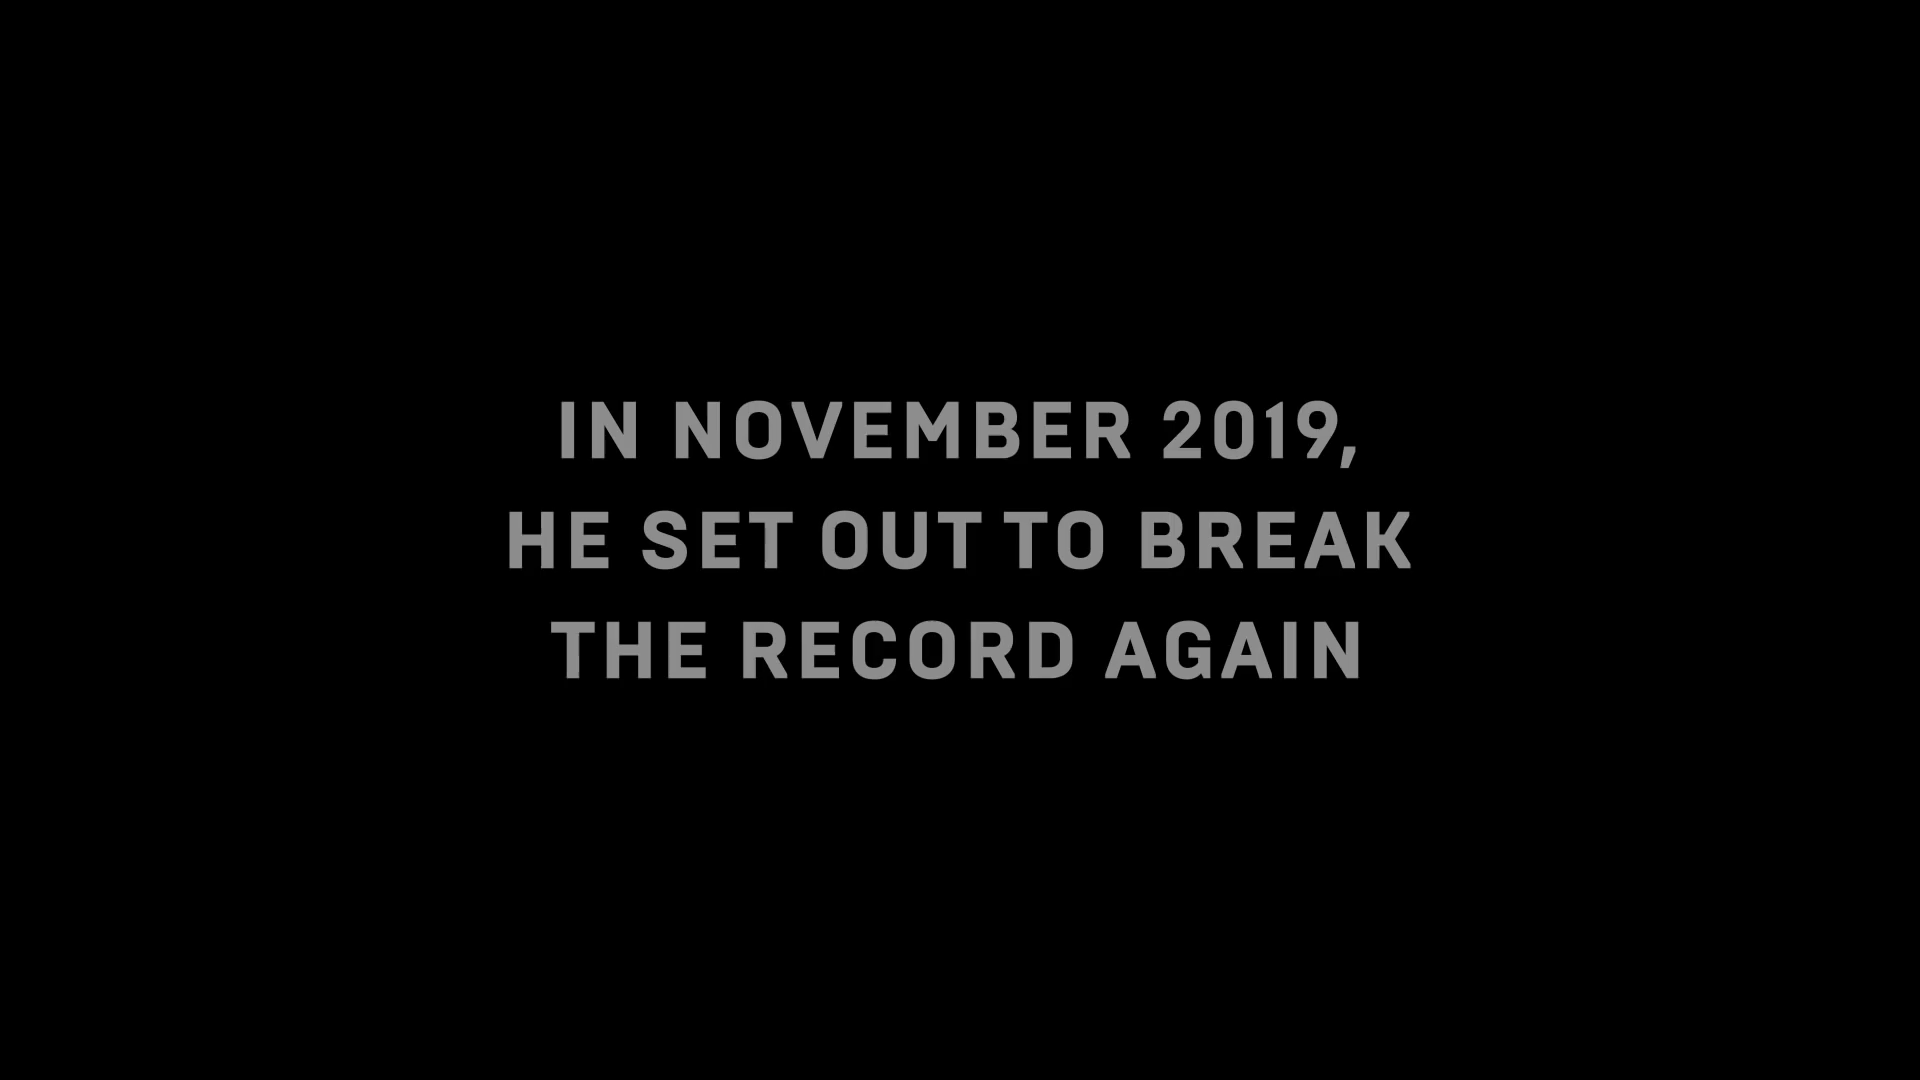 IN NOVEMBER 2019,
HE SET OUT TO BREAK
THE RECORD AGAIN